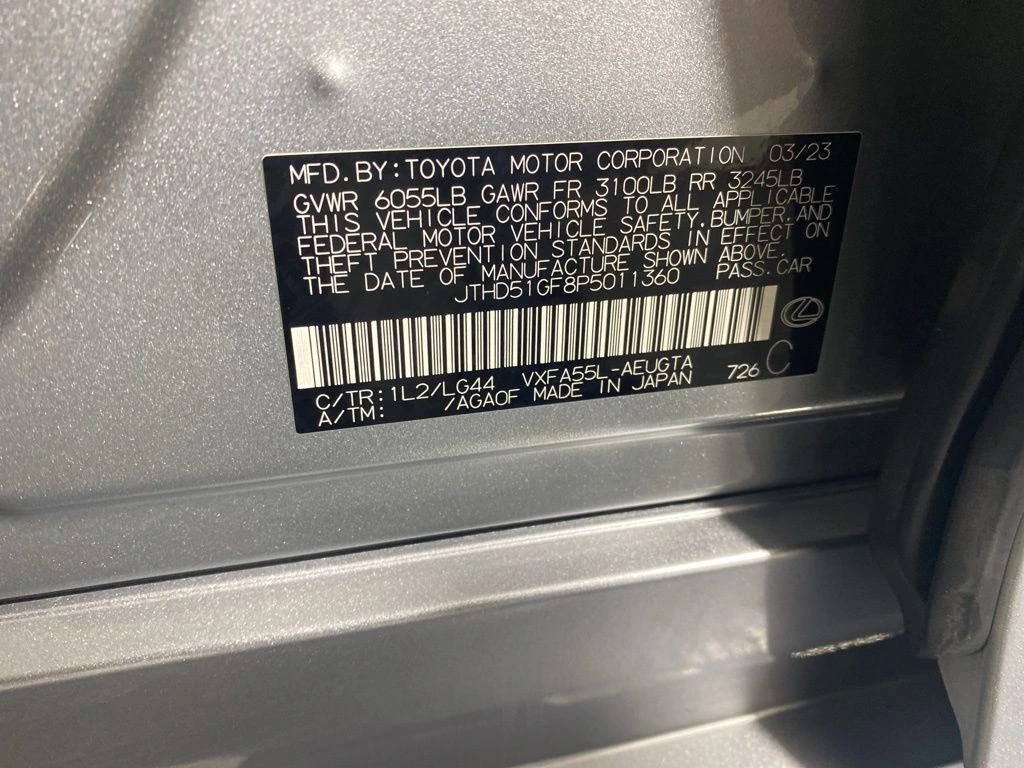 MFD.BY:TOYOTA MOTOR CORPORATION 03/23
GVWR 6055LB GAWR FR 3100LB RR 3245LB
THIS VEHICLE CONFORMS TO ALL APPLICABLE
FEDERAL MOTOR VEHICLE SAFETY,BUMPER,AND
THEFT PREVENTION STANDARDS IN EFFECT ON
THE DATE OF MANUFACTURE SHOWN ABOVE.
JTHD51GF8P5011360 PASS.CAR
C/TR:1L2/LG44 VXFA55L-AEUGTA 726 C
A/TM: /AGA0F MADE IN JAPAN